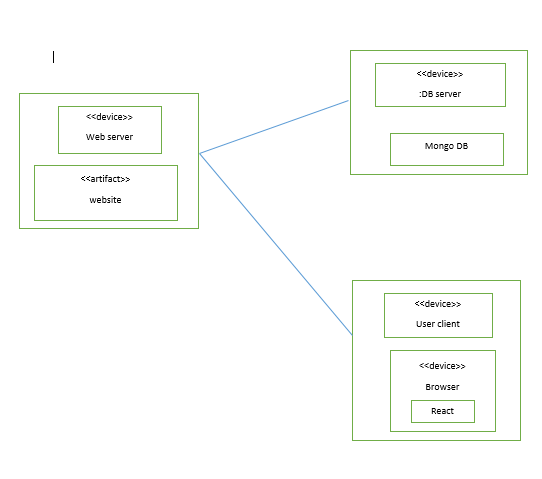 <<device>>
Web server
<<artifact>>
website
<<device>>
:DB server
Mongo DB
<<device>>
User client
<<device>>
Browser
React